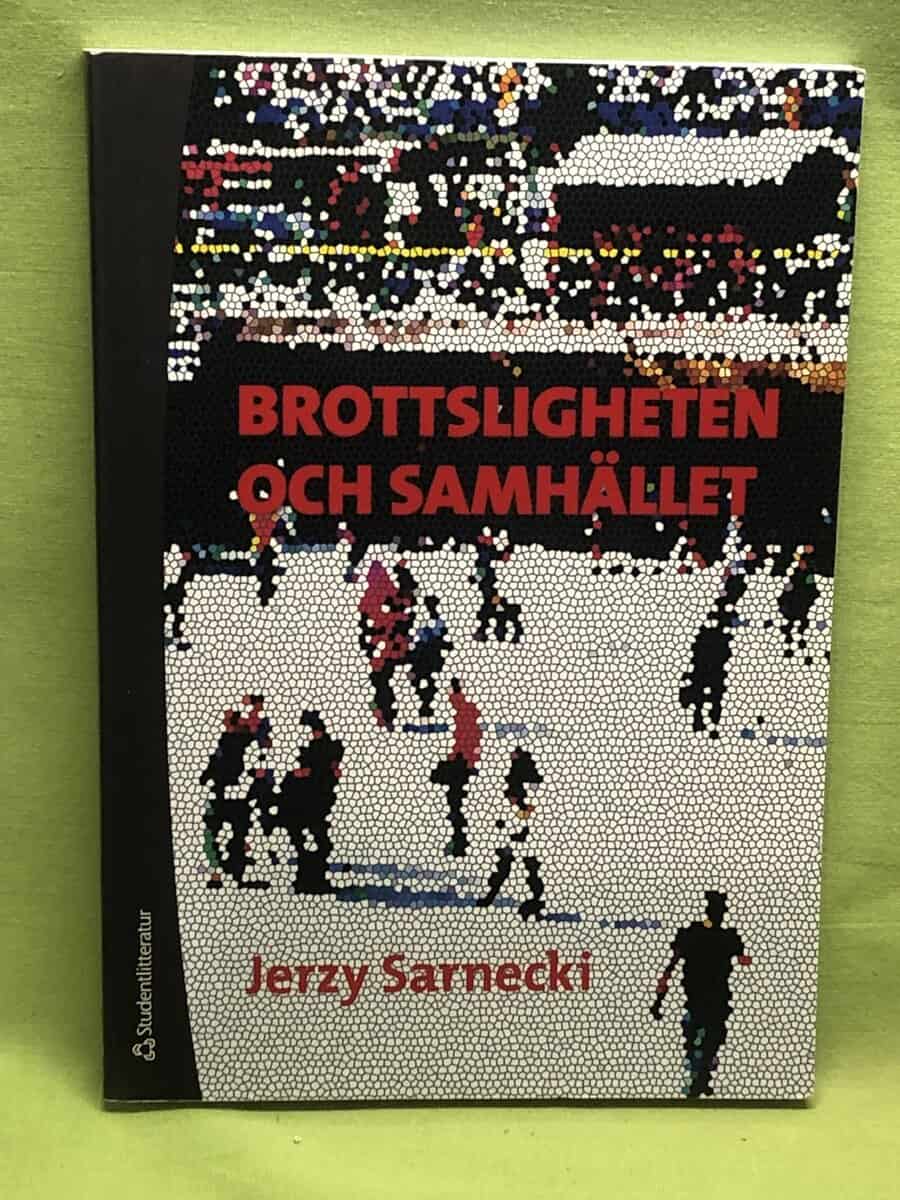 BROTTSLIGHETEN
OCH SAMHÄLLET
Jerzy Sarnecki
Studentlitteratur